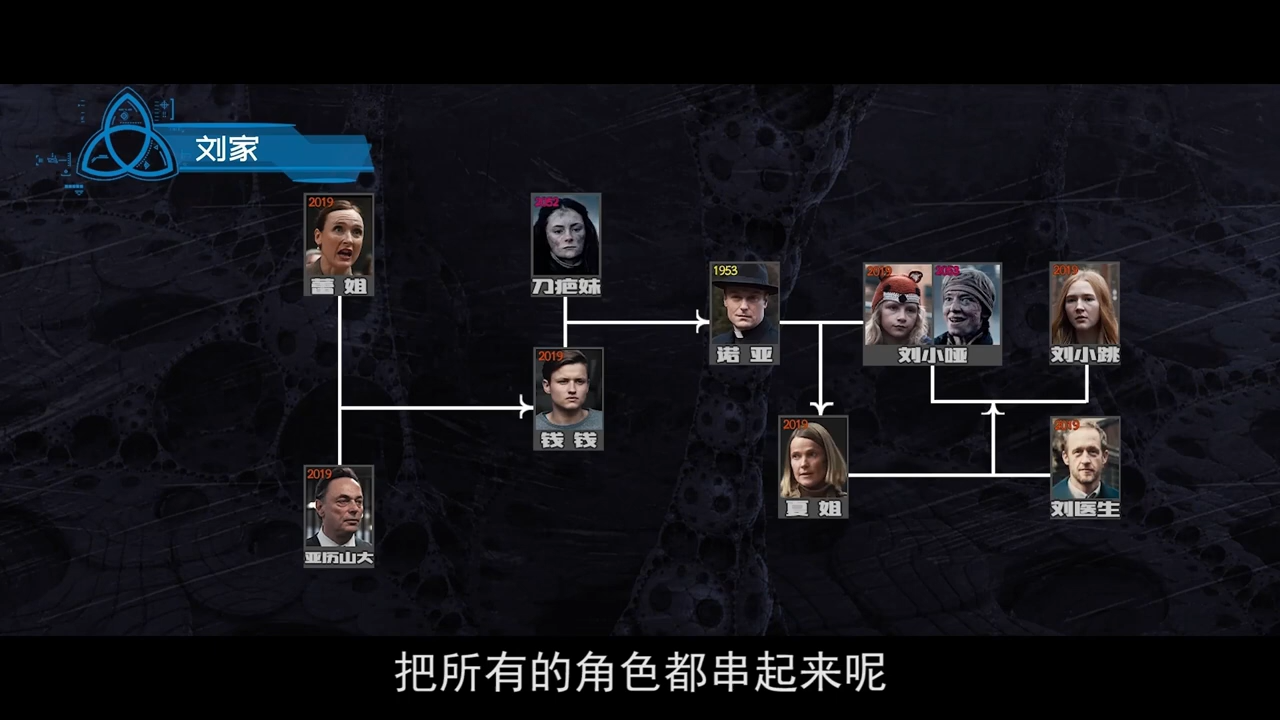 刘家
2019
蕾 姐
2052
刀疤妹
1953
诺 亚
2019
2053
刘小哑
2019
刘小跳
2019
钱 钱
2019
夏 姐
2019
刘医生
2019
亚历山大
把所有的角色都串起来呢